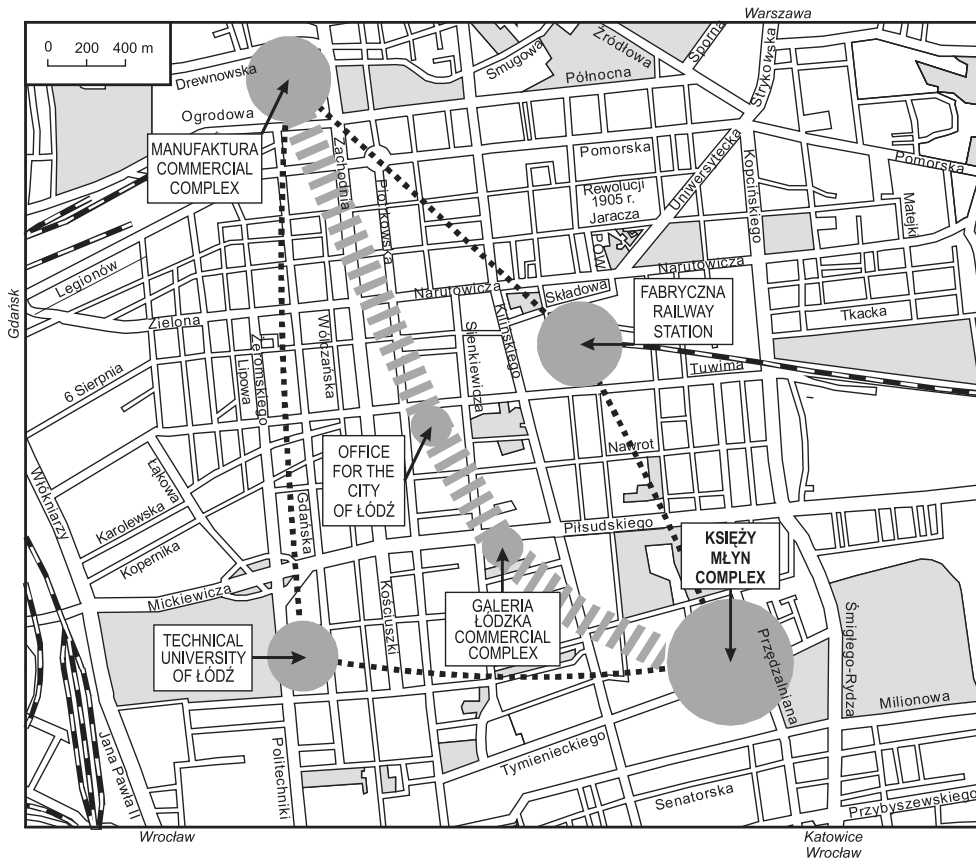 Warszawa
0 200 400 m
Drewnowska
Smugowa
Źródłowa
Sporna
Strykowska
Północna
Ogrodowa
MANUFAKTURA
COMMERCIAL
COMPLEX
Zachodnia
Piotrkowska
Pomorska
Uniwersytecka
Kopcińskiego
Pomorska
Rewolucji
1905 r.
Jaracza
P.O.W.
Matejki
Legionów
Narutowicza
Narutowicza
Składowa
FABRYCZNA
RAILWAY
STATION
Gdańsk
Zielona
Tkacka
Żeromskiego
Wólczańska
Sienkiewicza
Kilińskiego
Tuwima
6 Sierpnia
Lipowa
OFFICE
FOR THE
CITY
OF ŁÓDŹ
Nawrot
Włókniarzy
Łąkowa
Karolewska
Kopernika
Gdańska
Piłsudskiego
KSIĘŻY
MŁYN
COMPLEX
Mickiewicza
Kościuszki
GALERIA
ŁÓDZKA
COMMERCIAL
COMPLEX
TECHNICAL
UNIVERSITY
OF ŁÓDŹ
Przędzalniana
Śmigłego-Rydza
Milionowa
Jana Pawła II
Politechniki
Tymienieckiego
Senatorska
Przybyszewskiego
Wrocław
Katowice
Wrocław